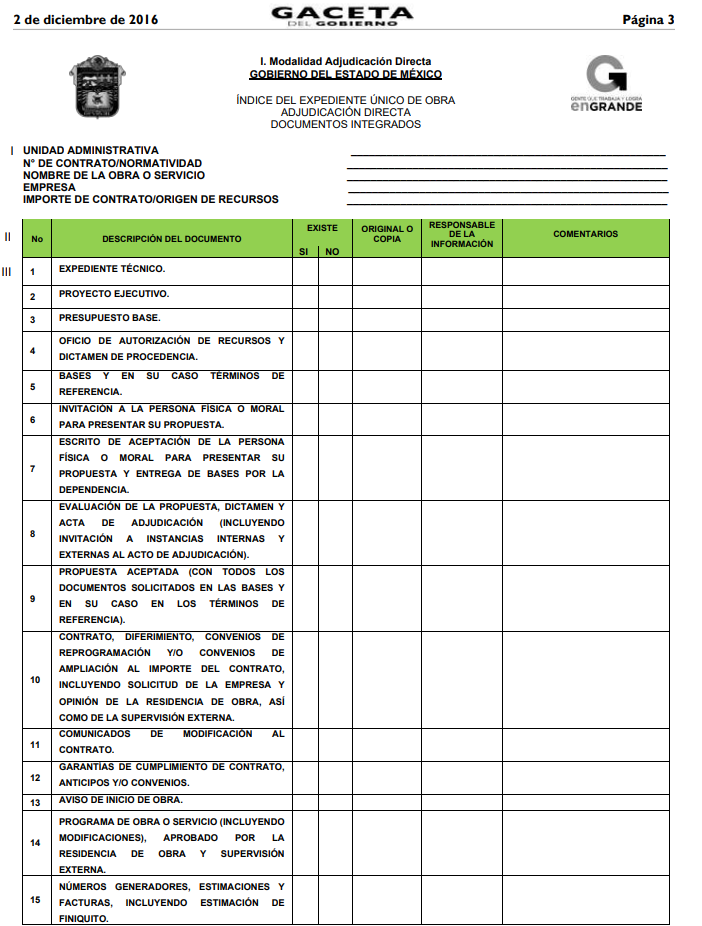 2 de diciembre de 2016
GACETA
DEL GOBIERNO
Página 3
I. Modalidad Adjudicación Directa
GOBIERNO DEL ESTADO DE MÉXICO
ÍNDICE DEL EXPEDIENTE ÚNICO DE OBRA
ADJUDICACIÓN DIRECTA
DOCUMENTOS INTEGRADOS
GENTE QUE TRABAJA Y LOGRA
enGRANDE
I UNIDAD ADMINISTRATIVA
N° DE CONTRATO/NORMATIVIDAD
NOMBRE DE LA OBRA O SERVICIO
EMPRESA
IMPORTE DE CONTRATO/ORIGEN DE RECURSOS
II
No
DESCRIPCIÓN DEL DOCUMENTO
EXISTE
SI NO
ORIGINAL O
COPIA
RESPONSABLE
DE LA
INFORMACIÓN
COMENTARIOS
III
1 EXPEDIENTE TÉCNICO.
2 PROYECTO EJECUTIVO.
3 PRESUPUESTO BASE.
4 OFICIO DE AUTORIZACIÓN DE RECURSOS Y
DICTAMEN DE PROCEDENCIA.
5 BASES Y EN SU CASO TÉRMINOS DE
REFERENCIA.
6 INVITACIÓN A LA PERSONA FÍSICA O MORAL
PARA PRESENTAR SU PROPUESTA.
7 ESCRITO DE ACEPTACIÓN DE LA PERSONA
FÍSICA O MORAL PARA PRESENTAR SU
PROPUESTA Y ENTREGA DE BASES POR LA
DEPENDENCIA.
8 EVALUACIÓN DE LA PROPUESTA, DICTAMEN Y
ACTA DE ADJUDICACIÓN (INCLUYENDO
INVITACIÓN A INSTANCIAS INTERNAS Y
EXTERNAS AL ACTO DE ADJUDICACIÓN).
9 PROPUESTA ACEPTADA (CON TODOS LOS
DOCUMENTOS SOLICITADOS EN LAS BASES Y
EN SU CASO EN LOS TÉRMINOS DE
REFERENCIA).
10 CONTRATO, DIFERIMIENTO, CONVENIOS DE
REPROGRAMACIÓN Y/O CONVENIOS DE
AMPLIACIÓN AL IMPORTE DEL CONTRATO,
INCLUYENDO SOLICITUD DE LA EMPRESA Y
OPINIÓN DE LA RESIDENCIA DE OBRA, ASÍ
COMO DE LA SUPERVISIÓN EXTERNA.
11 COMUNICADOS DE MODIFICACIÓN AL
CONTRATO.
12 GARANTÍAS DE CUMPLIMIENTO DE CONTRATO,
ANTICIPOS Y/O CONVENIOS.
13 AVISO DE INICIO DE OBRA.
14 PROGRAMA DE OBRA O SERVICIO (INCLUYENDO
MODIFICACIONES), APROBADO POR LA
RESIDENCIA DE OBRA Y SUPERVISIÓN
EXTERNA.
15 NÚMEROS GENERADORES, ESTIMACIONES Y
FACTURAS, INCLUYENDO ESTIMACIÓN DE
FINIQUITO.